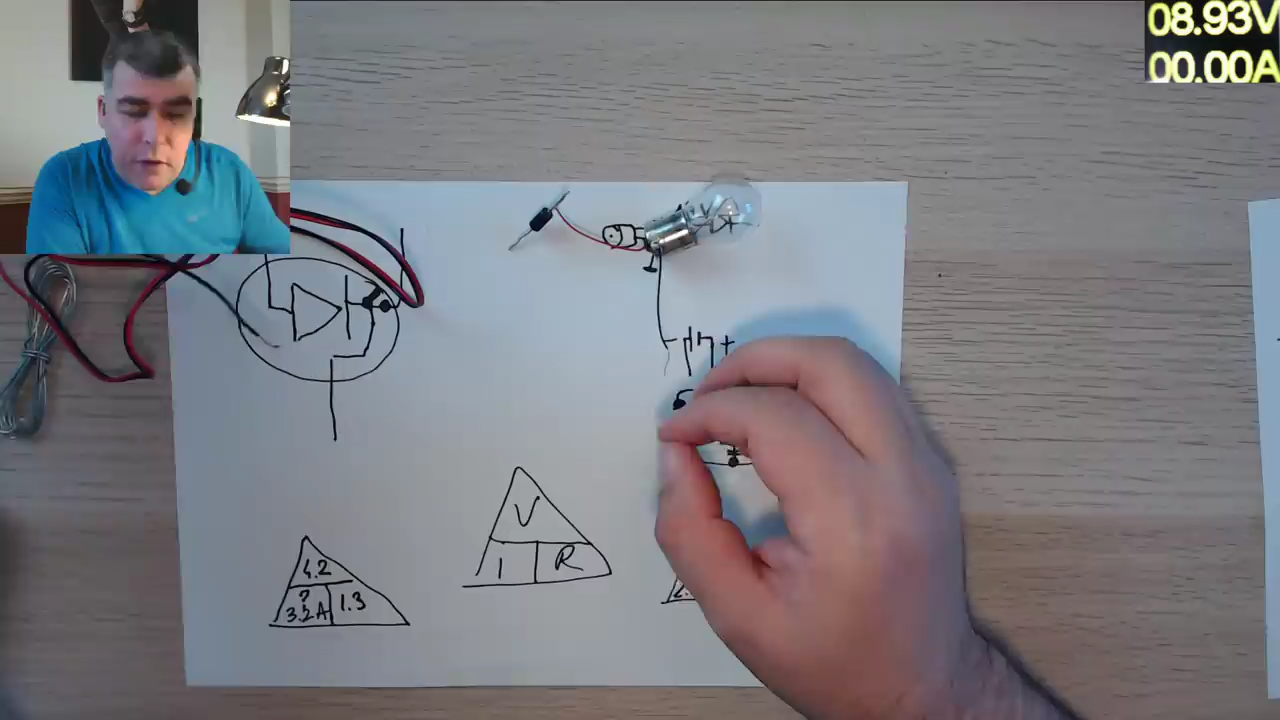 08.93V
00.00A
+
V
I R
4.2
?
3.2A 1.3